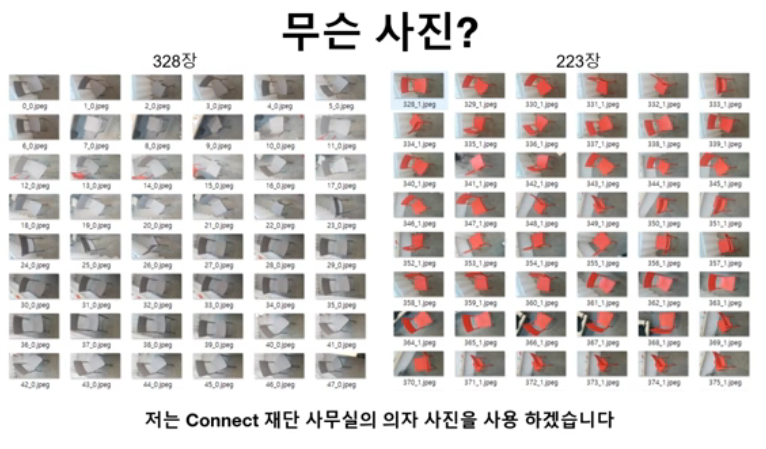 무슨 사진?
328장
223장
0_0.jpeg 1_0.jpeg 2_0.jpeg 3_0.jpeg 4_0.jpeg 5_0.jpeg
328_1.jpeg 329_1.jpeg 330_1.jpeg 331_1.jpeg 332_1.jpeg 333_1.jpeg
6_0.jpeg 7_0.jpeg 8_0.jpeg 9_0.jpeg 10_0.jpeg 11_0.jpeg
334_1.jpeg 335_1.jpeg 336_1.jpeg 337_1.jpeg 338_1.jpeg 339_1.jpeg
12_0.jpeg 13_0.jpeg 14_0.jpeg 15_0.jpeg 16_0.jpeg 17_0.jpeg
340_1.jpeg 341_1.jpeg 342_1.jpeg 343_1.jpeg 344_1.jpeg 345_1.jpeg
18_0.jpeg 19_0.jpeg 20_0.jpeg 21_0.jpeg 22_0.jpeg 23_0.jpeg
346_1.jpeg 347_1.jpeg 348_1.jpeg 349_1.jpeg 350_1.jpeg 351_1.jpeg
24_0.jpeg 25_0.jpeg 26_0.jpeg 27_0.jpeg 28_0.jpeg 29_0.jpeg
352_1.jpeg 353_1.jpeg 354_1.jpeg 355_1.jpeg 356_1.jpeg 357_1.jpeg
30_0.jpeg 31_0.jpeg 32_0.jpeg 33_0.jpeg 34_0.jpeg 35_0.jpeg
358_1.jpeg 359_1.jpeg 360_1.jpeg 361_1.jpeg 362_1.jpeg 363_1.jpeg
36_0.jpeg 37_0.jpeg 38_0.jpeg 39_0.jpeg 40_0.jpeg 41_0.jpeg
364_1.jpeg 365_1.jpeg 366_1.jpeg 367_1.jpeg 368_1.jpeg 369_1.jpeg
42_0.jpeg 43_0.jpeg 44_0.jpeg 45_0.jpeg 46_0.jpeg 47_0.jpeg
370_1.jpeg 371_1.jpeg 372_1.jpeg 373_1.jpeg 374_1.jpeg 375_1.jpeg
저는 Connect 재단 사무실의 의자 사진을 사용 하겠습니다